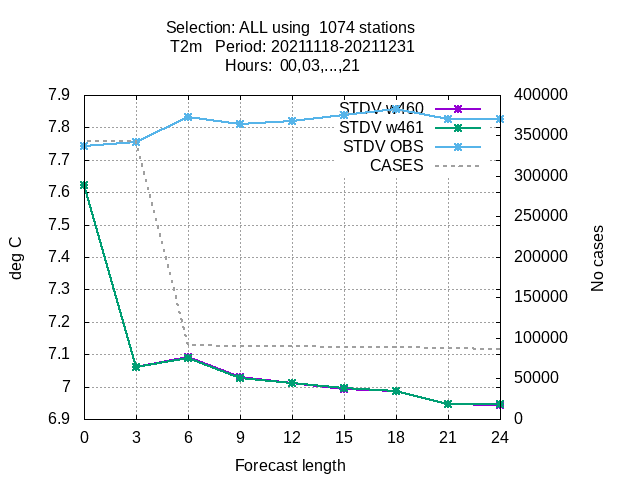 Selection: ALL using  1074 stations
T2m   Period: 20211118-20211231
Hours:  00,03,...,21
STDV w460
STDV w461
STDV OBS
CASES
7.9
7.8
7.7
7.6
7.5
7.4
7.3
7.2
7.1
7
6.9
400000
350000
300000
250000
200000
150000
100000
50000
0
deg C
No cases
0 3 6 9 12 15 18 21 24
Forecast length